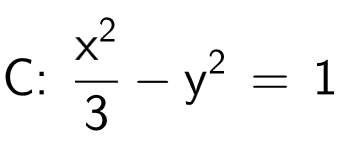 C: x²/3 − y² = 1